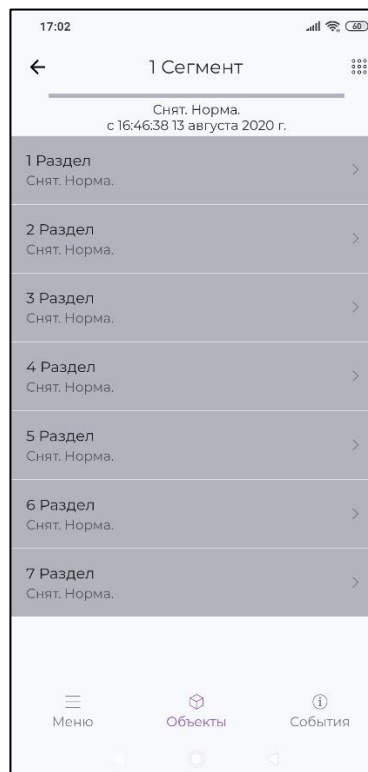 17:02
60
1 Сегмент
Снят. Норма.
с 16:46:38 13 августа 2020 г.
1 Раздел
Снят. Норма.
2 Раздел
Снят. Норма.
3 Раздел
Снят. Норма.
4 Раздел
Снят. Норма.
5 Раздел
Снят. Норма.
6 Раздел
Снят. Норма.
7 Раздел
Снят. Норма.
Меню
Объекты
События